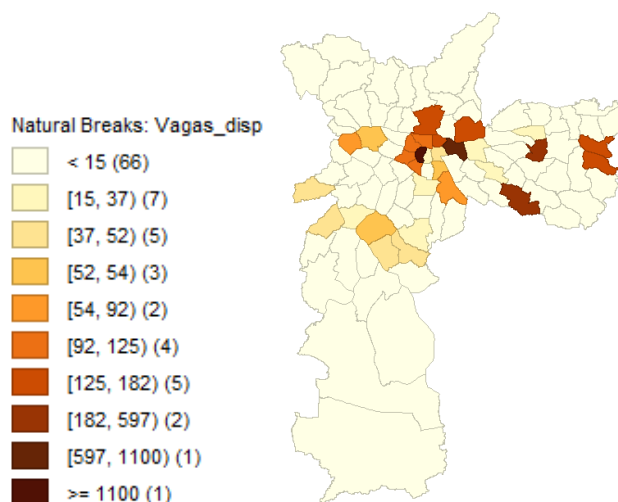 Natural Breaks: Vagas_disp
< 15 (66)
[15, 37) (7)
[37, 52) (5)
[52, 54) (3)
[54, 92) (2)
[92, 125) (4)
[125, 182) (5)
[182, 597) (2)
[597, 1100) (1)
>= 1100 (1)